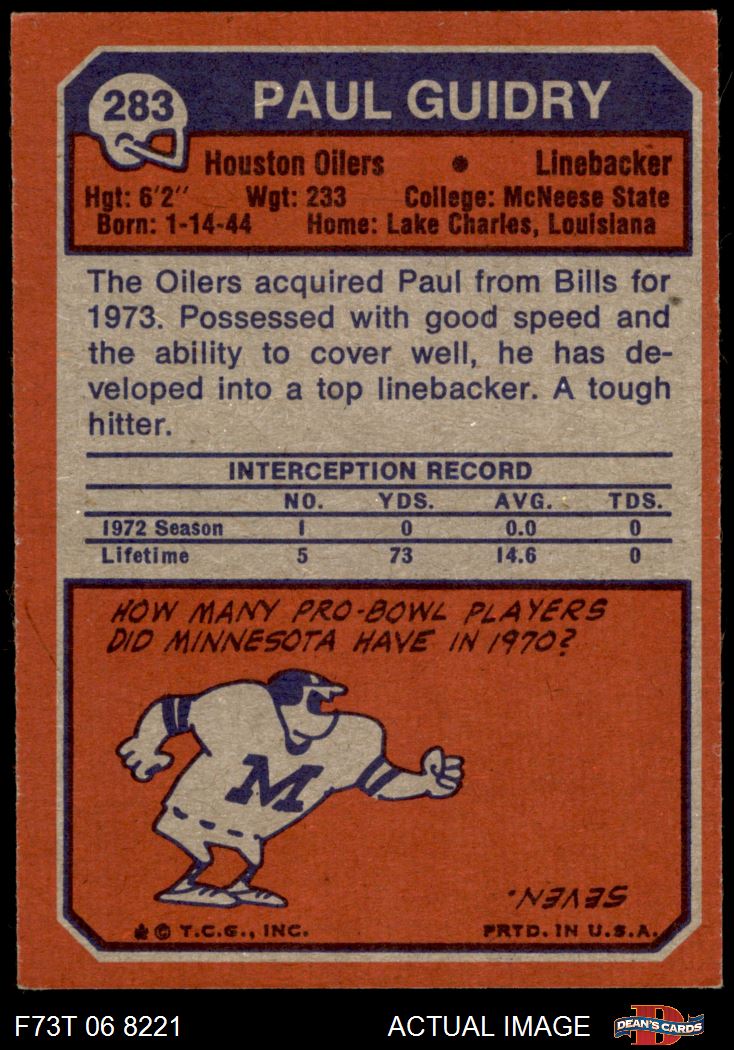 283
PAUL GUIDRY
Houston Oilers • Linebacker
Hgt: 6'2" Wgt: 233 College: McNeese State
Born: 1-14-44 Home: Lake Charles, Louisiana
The Oilers acquired Paul from Bills for
1973. Possessed with good speed and
the ability to cover well, he has de-
veloped into a top linebacker. A tough
hitter.
INTERCEPTION RECORD
NO. YDS. AVG. TDS.
1972 Season 1 0 0.0 0
Lifetime 5 73 14.6 0
HOW MANY PRO-BOWL PLAYERS
DID MINNESOTA HAVE IN 1970?
M
SEVEN.
* © T.C.G., INC. PRTD. IN U.S.A.
F73T 06 8221 ACTUAL IMAGE D DEAN'S CARDS